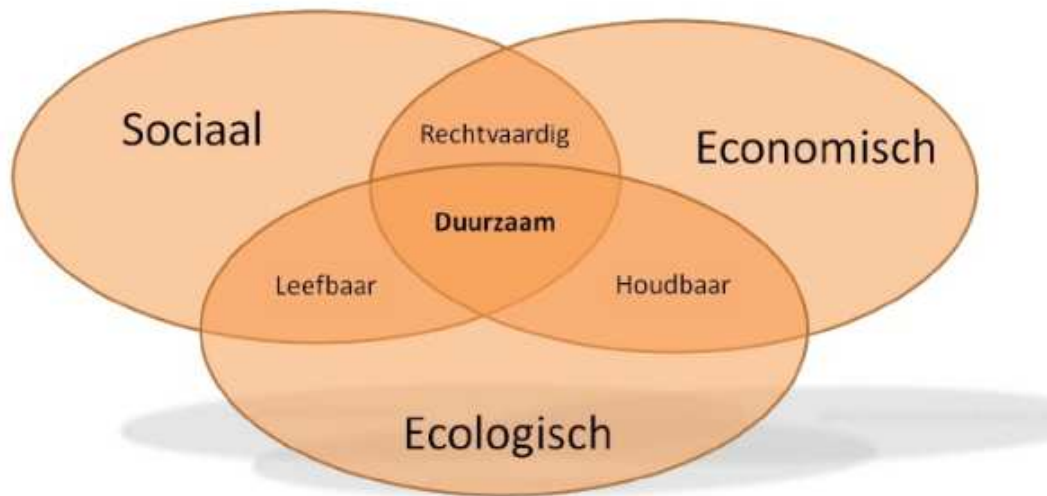 Sociaal
Rechtvaardig
Economisch
Duurzaam
Leefbaar
Houdbaar
Ecologisch